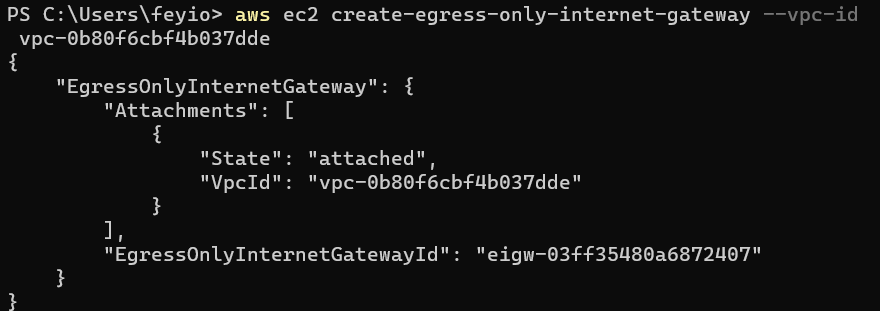 PS C:\Users\feyio> aws ec2 create-egress-only-internet-gateway --vpc-id
 vpc-0b80f6cbf4b037dde
{
    "EgressOnlyInternetGateway": {
        "Attachments": [
            {
                "State": "attached",
                "VpcId": "vpc-0b80f6cbf4b037dde"
            }
        ],
        "EgressOnlyInternetGatewayId": "eigw-03ff35480a6872407"
    }
}